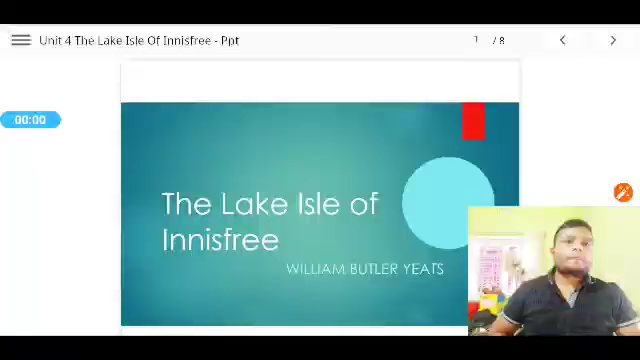 Unit 4 The Lake Isle Of Innisfree - Ppt
1 / 8
00:00
The Lake Isle of
Innisfree
WILLIAM BUTLER YEATS